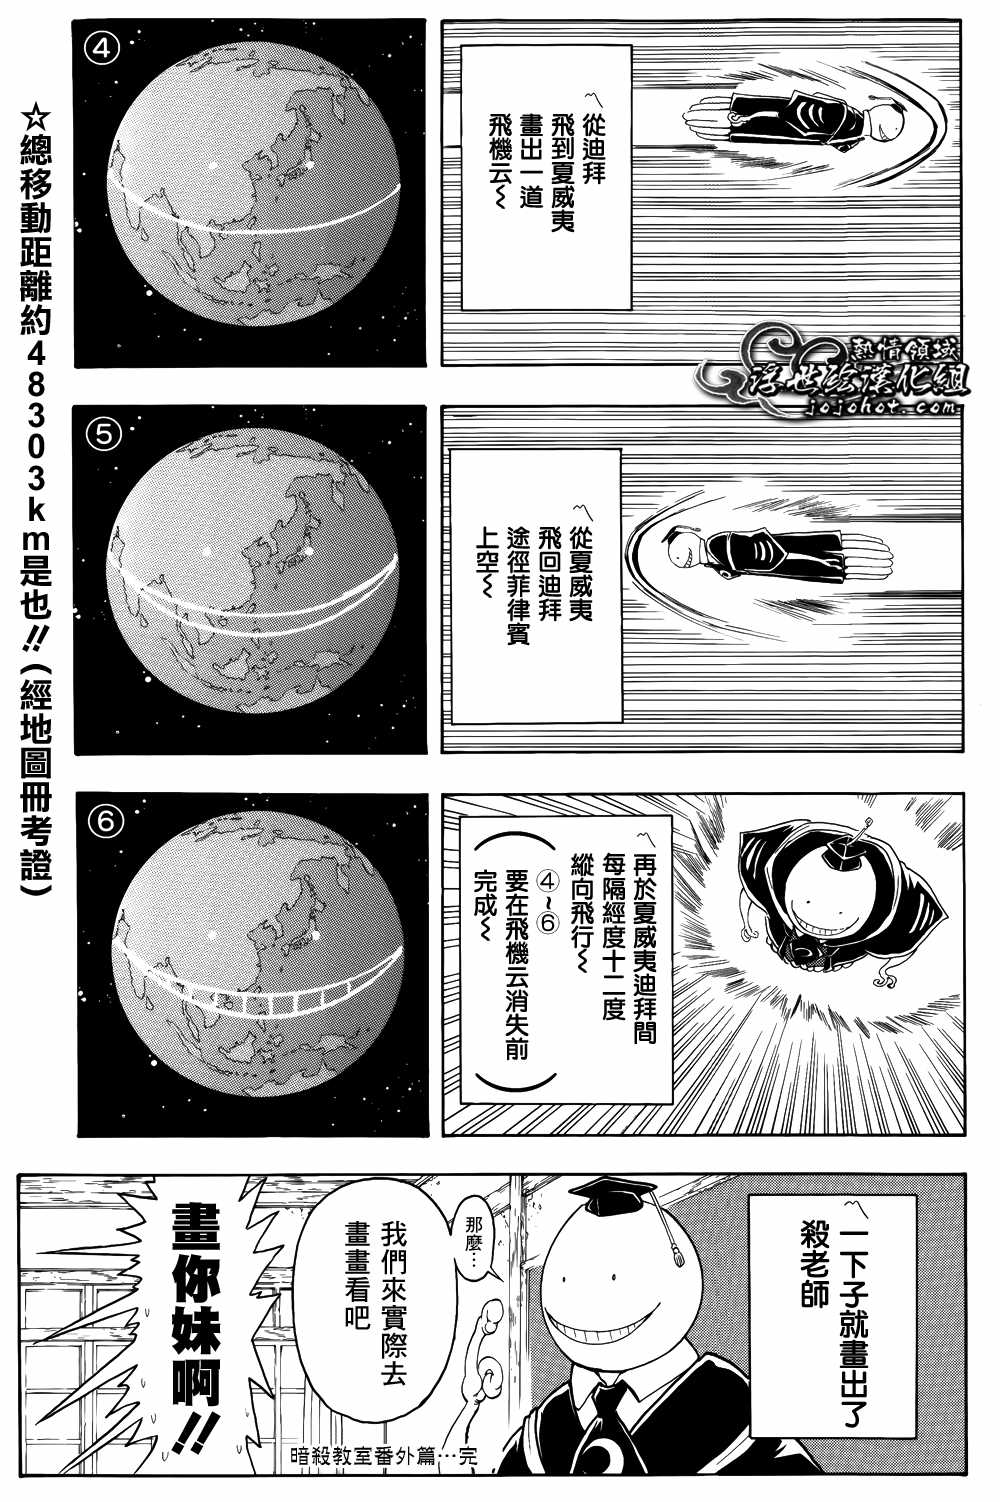 〽從迪拜
飛到夏威夷
畫出一道
飛機云〜
④
熱情領域
浮世绘漢化組
jojohot.com
〽從夏威夷
飛回迪拜
途徑菲律賓
上空〜
⑤
〽再於夏威夷迪拜間
每隔經度十二度
縱向飛行〜
（④〜⑥
要在飛機云消失前
完成〜）
⑥
☆總移動距離約48303km是也!!（經地圖冊考證）
〽一下子就畫出了
殺老師
那麼…
我們來實際去
畫畫看吧
畫你妹啊!!
暗殺教室番外篇…完